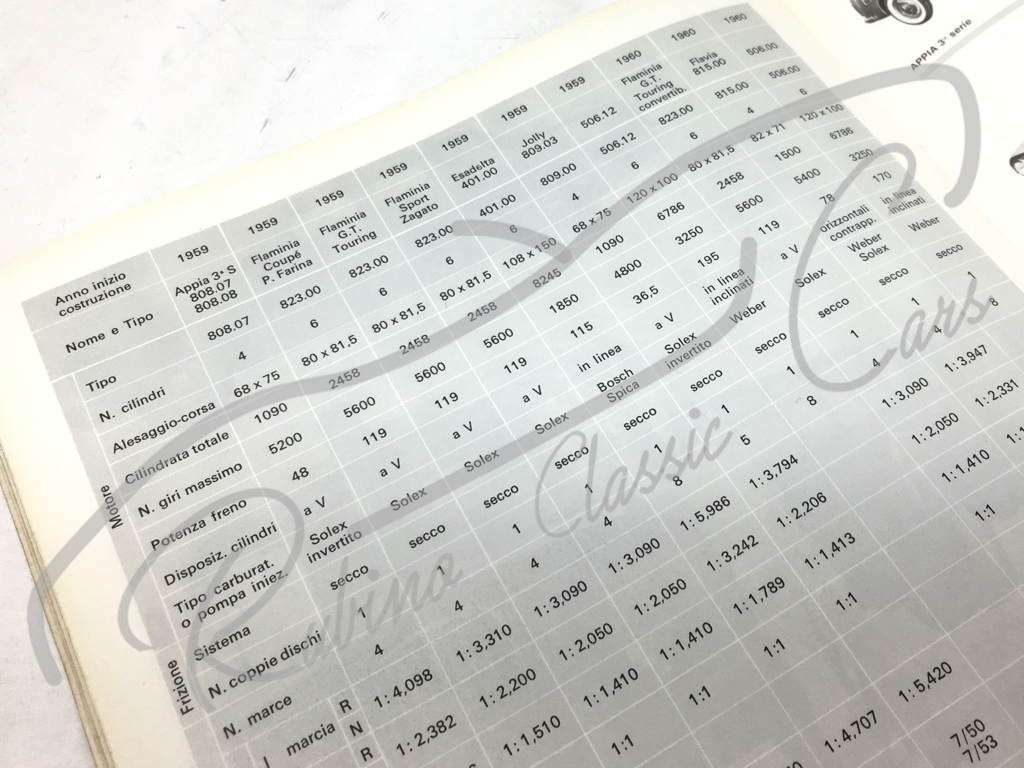 APPIA 3ª serie
Anno inizio costruzione 1959 1959 1959 1959 1959 1959 1959 1960 1960 1960
Nome e Tipo Appia 3ª S 808.07 808.08 Flaminia Coupé P. Farina Flaminia G.T. Touring Flaminia Sport Zagato Esadelta 401.00 Jolly 809.03 506.12 Flaminia G.T. Touring convertib. Flavia 815.00 506.00
Motore
Tipo 808.07 823.00 823.00 823.00 401.00 809.00 506.12 823.00 815.00 506.00
N. cilindri 4 6 6 6 6 4 6 6 4 6
Alesaggio-corsa 68 x 75 80 x 81,5 80 x 81,5 80 x 81,5 108 x 150 68 x 75 120 x 100 80 x 81,5 82 x 71 120 x 100
Cilindrata totale 1090 2458 2458 2458 8245 1090 6786 2458 1500 6786
N. giri massimo 5200 5600 5600 5600 1850 4800 3250 5600 5400 3250
Potenza freno 48 119 119 119 115 36,5 195 119 78 170
Disposiz. cilindri a V a V a V a V in linea a V in linea inclinati a V orizzontali contrapp. in linea inclinati
Tipo carburat. o pompa iniez. Solex invertito Solex Solex Solex Bosch Spica Solex invertito Weber Solex Weber Solex Weber
Frizione
Sistema secco secco secco secco secco secco secco secco secco secco
N. coppie dischi 1 1 1 1 1 1 1 1 1 1
N. marce 4 4 4 4 8 5 8 4 4 8
I marcia R 1:4,098 1:3,310 1:3,090 1:3,090 1:5,986 1:3,794 1:3,090 1:3,947
N
R 1:2,382 1:2,200 1:2,050 1:2,050 1:3,242 1:2,206 1:2,050 1:2,331
1:1,510 1:1,410 1:1,410 1:1,789 1:1,413 1:1,410
1:1 1:1 1:1 1:1 1:1
1:4,707 1:5,420
7/50
7/53
Rubino Classic Cars